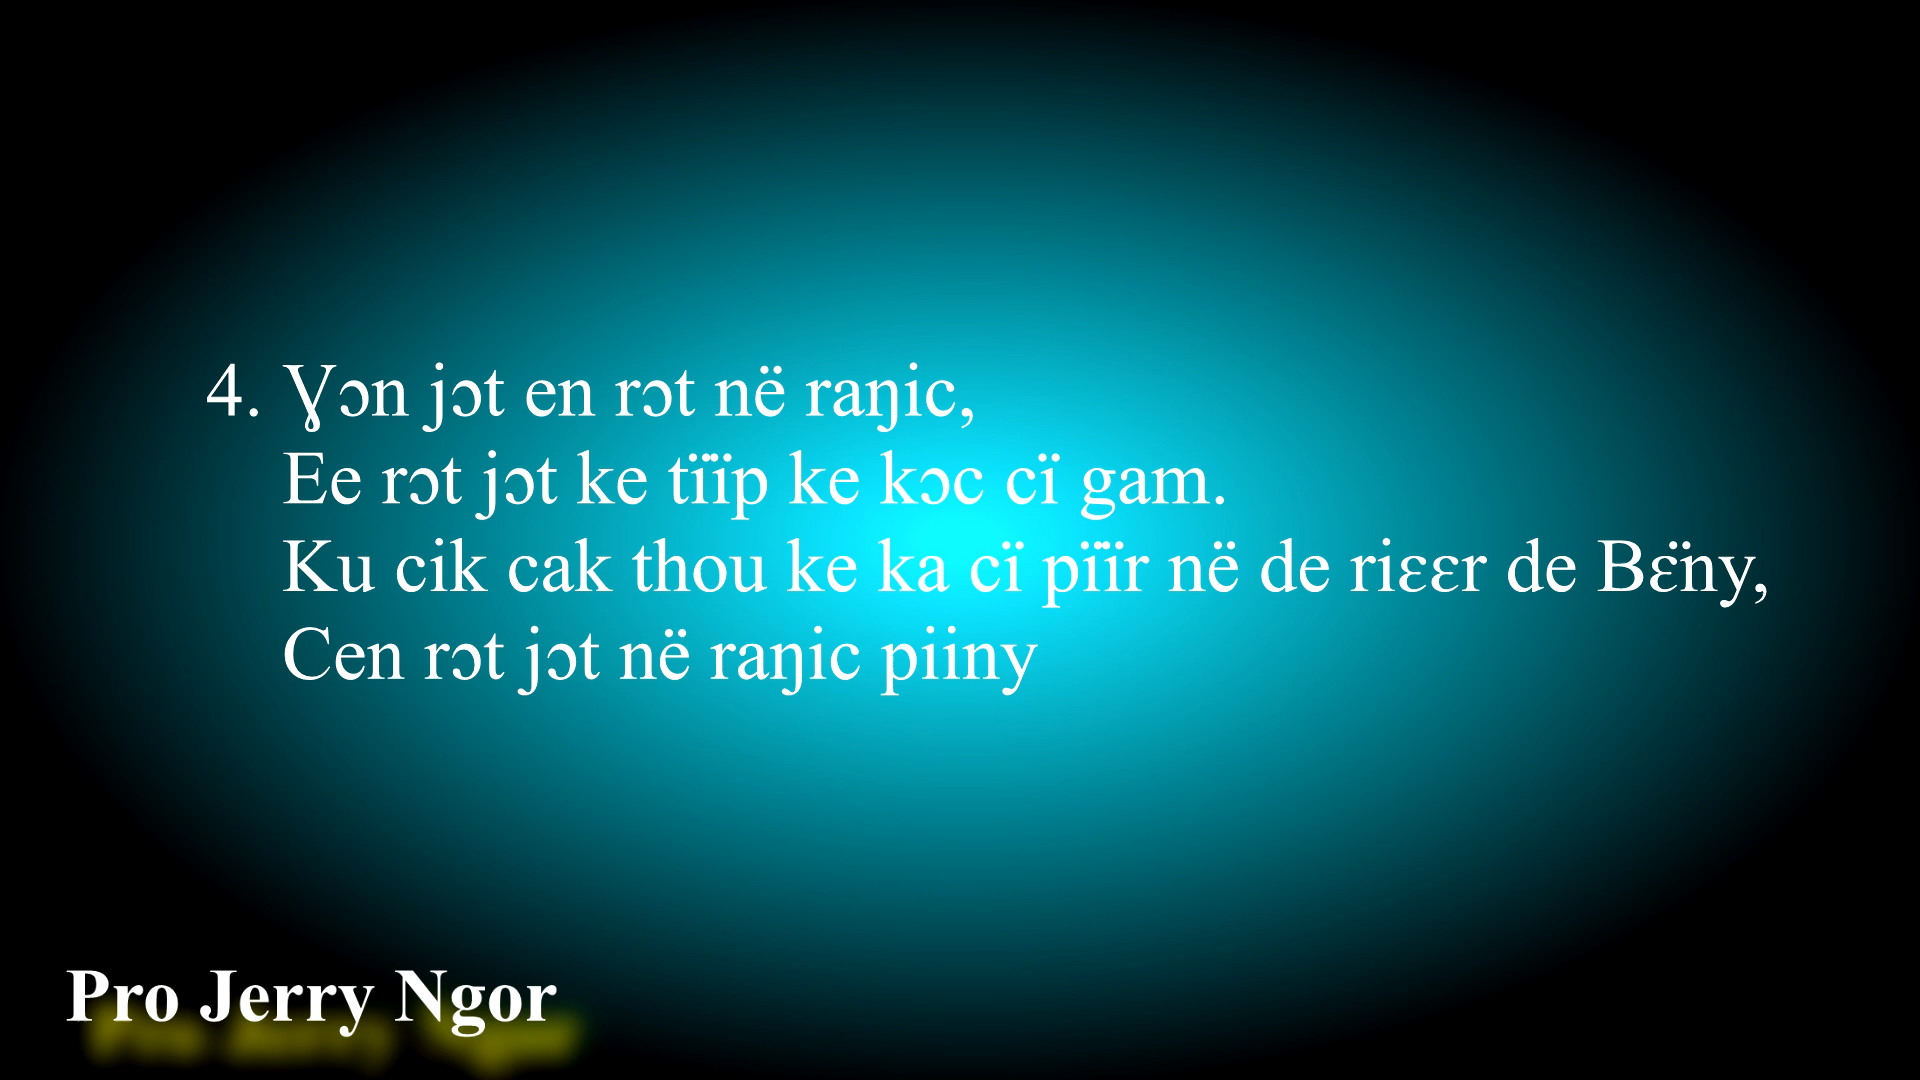 4. Ɣɔn jɔt en rɔt në raŋic,
Ee rɔt jɔt ke tïïp ke kɔc cï gam.
Ku cik cak thou ke ka cï pïïr në de riɛɛr de Bɛ̈ny,
Cen rɔt jɔt në raŋic piiny
Pro Jerry Ngor